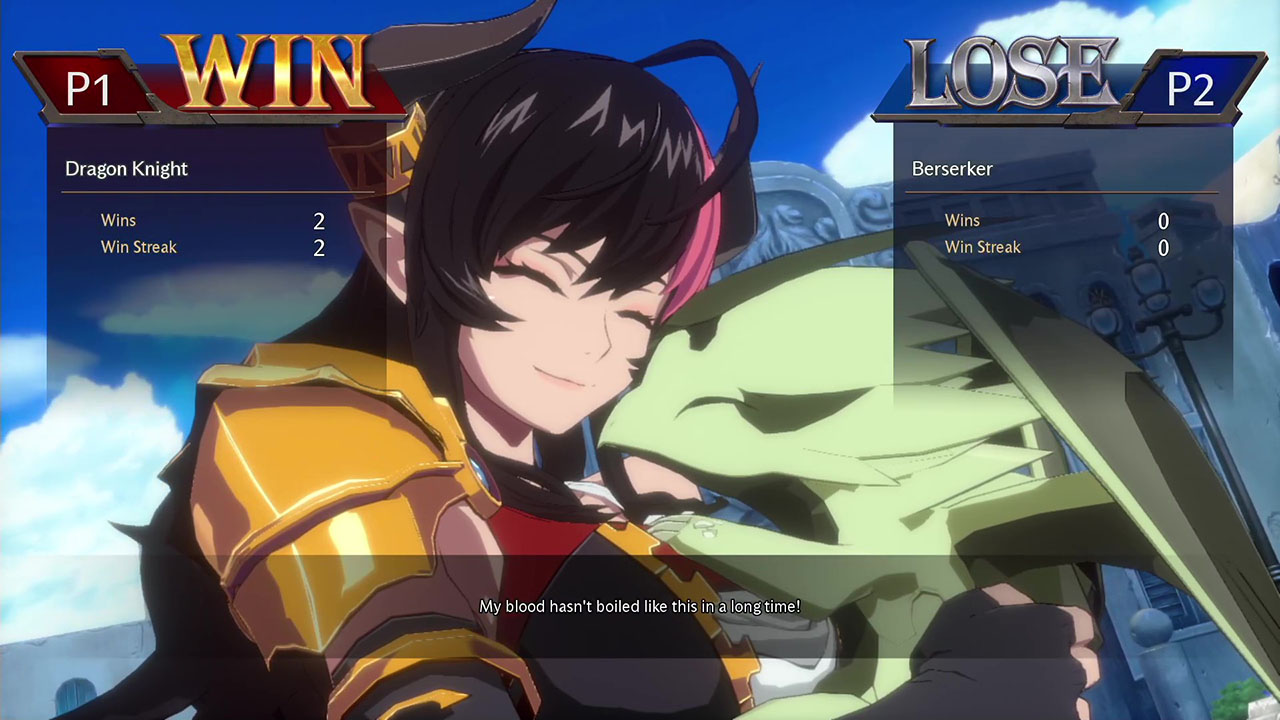 P1 WIN
Dragon Knight
Wins 2
Win Streak 2
LOSE P2
Berserker
Wins 0
Win Streak 0
My blood hasn't boiled like this in a long time!